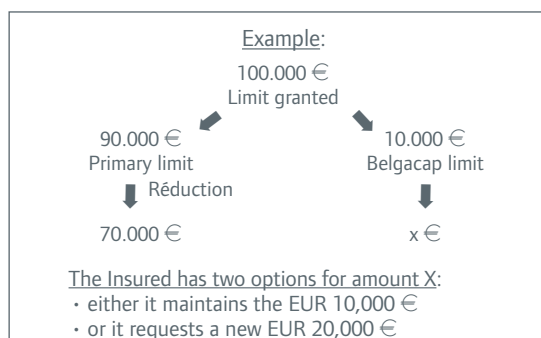 Example:
100.000 €
Limit granted
90.000 € 10.000 €
Primary limit Belgacap limit
Réduction
70.000 € x €
The Insured has two options for amount X:
• either it maintains the EUR 10,000 €
• or it requests a new EUR 20,000 €